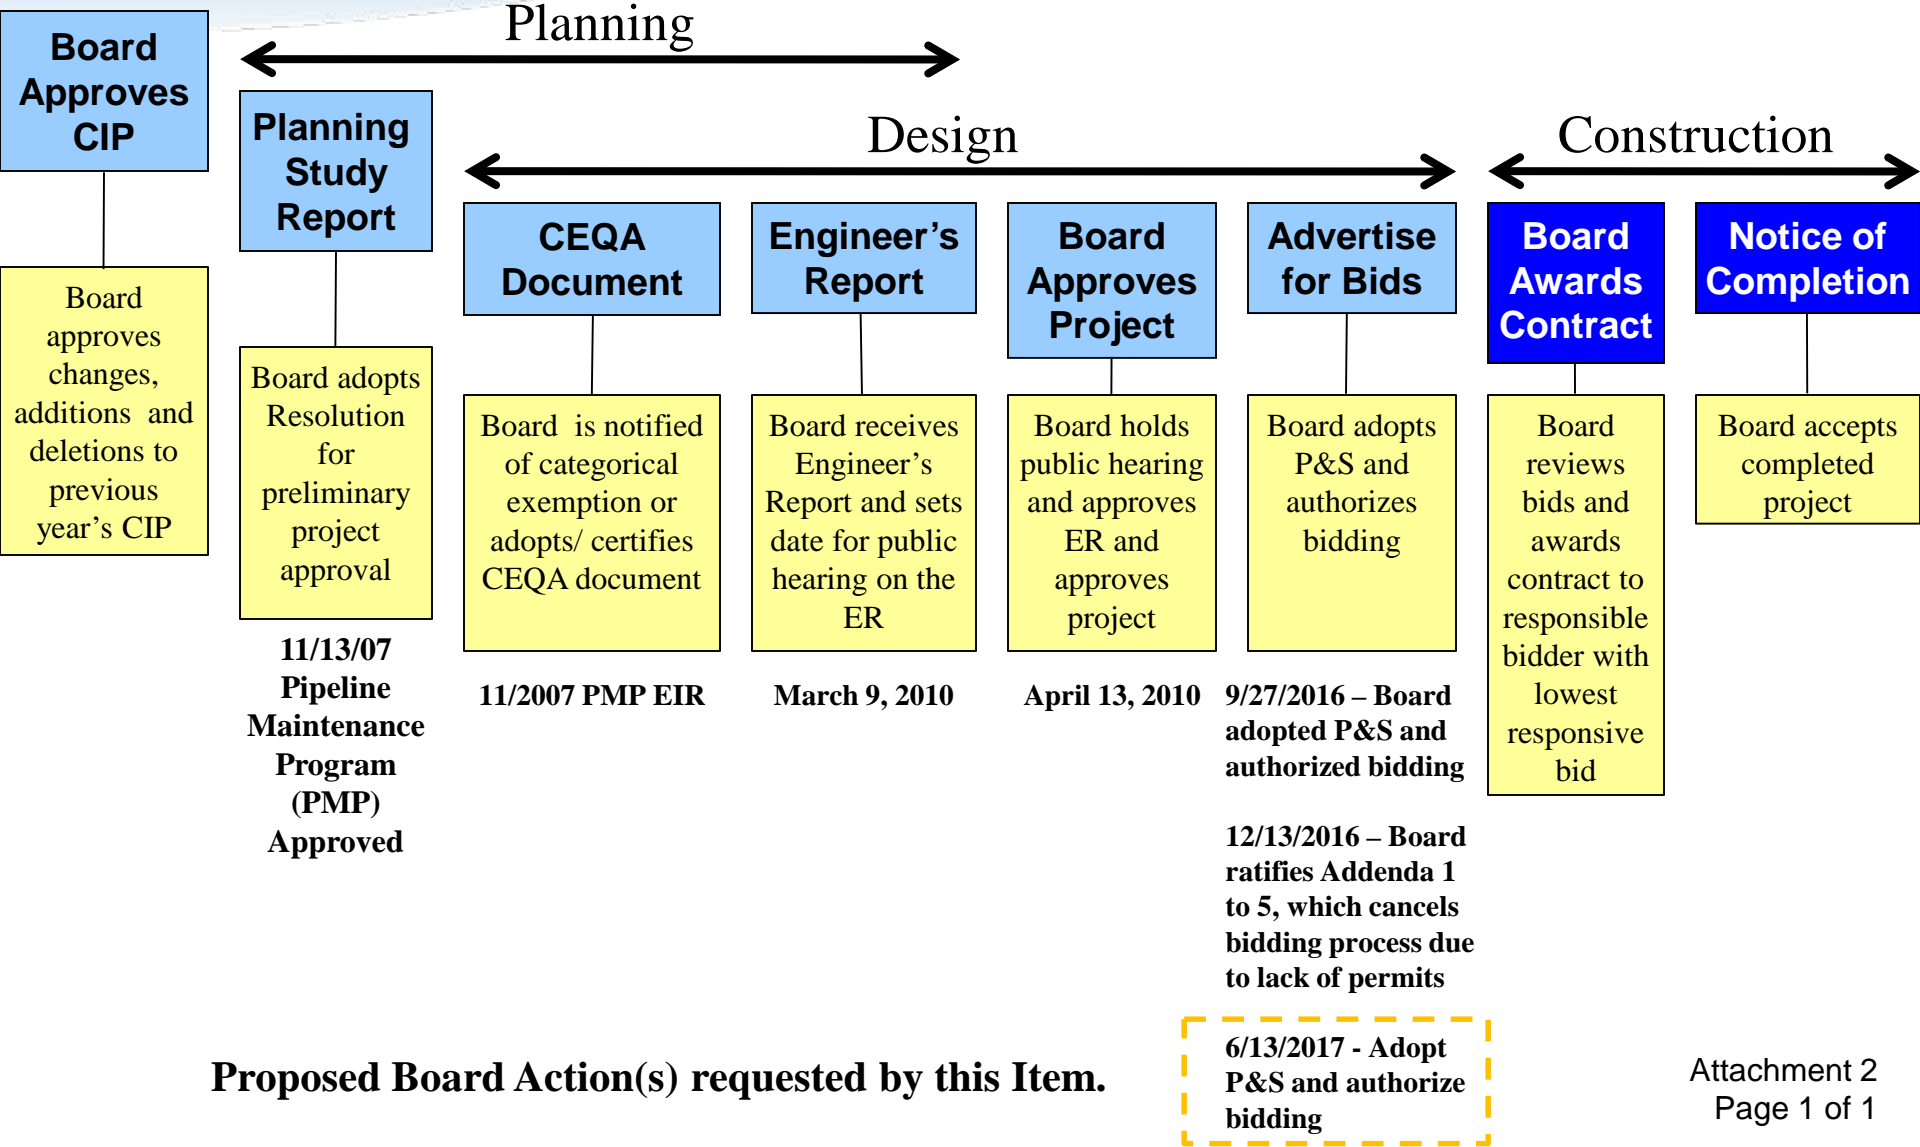 Planning
Design
Construction
Board
Approves
CIP
Board
approves
changes,
additions and
deletions to
previous
year's CIP
Planning
Study
Report
Board adopts
Resolution
for
preliminary
project
approval
11/13/07
Pipeline
Maintenance
Program
(PMP)
Approved
CEQA
Document
Board is notified
of categorical
exemption or
adopts/ certifies
CEQA document
11/2007 PMP EIR
Engineer's
Report
Board receives
Engineer's
Report and sets
date for public
hearing on the
ER
March 9, 2010
Board
Approves
Project
Board holds
public hearing
and approves
ER and
approves
project
April 13, 2010
Advertise
for Bids
Board adopts
P&S and
authorizes
bidding
9/27/2016 – Board
adopted P&S and
authorized bidding
12/13/2016 – Board
ratifies Addenda 1
to 5, which cancels
bidding process due
to lack of permits
6/13/2017 - Adopt
P&S and authorize
bidding
Board
Awards
Contract
Board
reviews
bids and
awards
contract to
responsible
bidder with
lowest
responsive
bid
Notice of
Completion
Board accepts
completed
project
Proposed Board Action(s) requested by this Item.
Attachment 2
Page 1 of 1